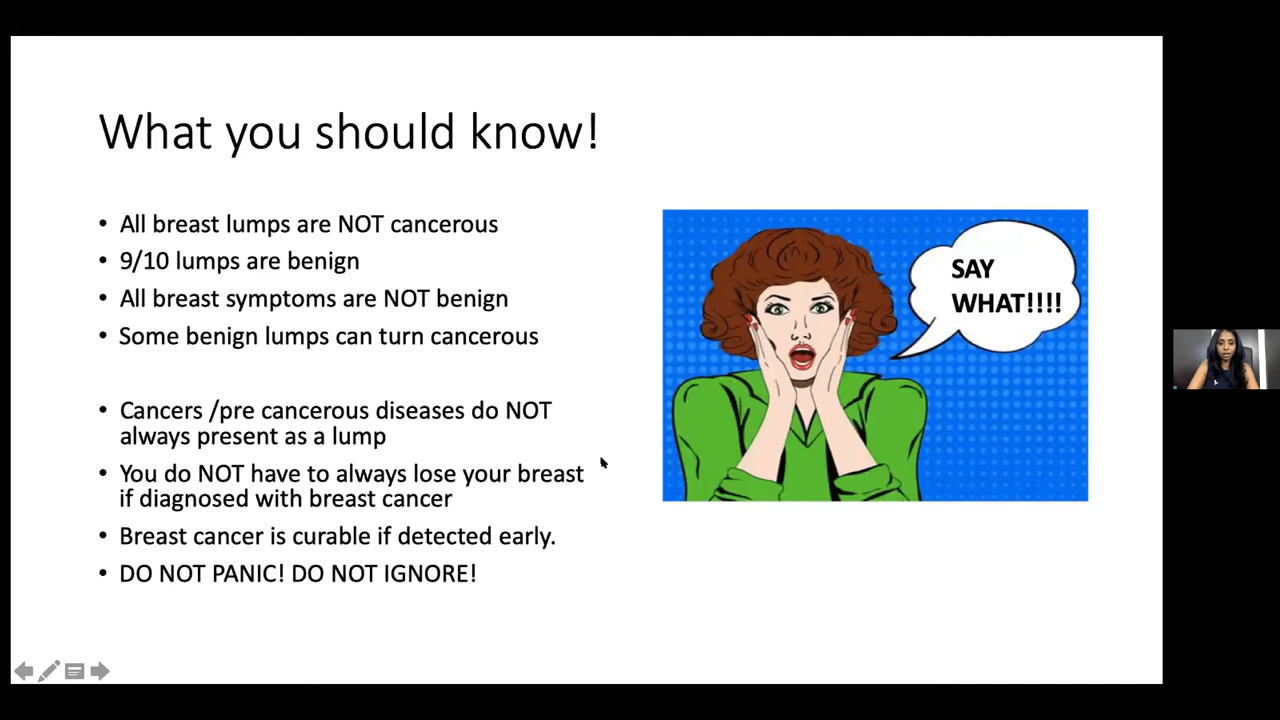 What you should know!
• All breast lumps are NOT cancerous
• 9/10 lumps are benign
• All breast symptoms are NOT benign
• Some benign lumps can turn cancerous
• Cancers /pre cancerous diseases do NOT
always present as a lump
• You do NOT have to always lose your breast
if diagnosed with breast cancer
• Breast cancer is curable if detected early.
• DO NOT PANIC! DO NOT IGNORE!
SAY
WHAT!!!!